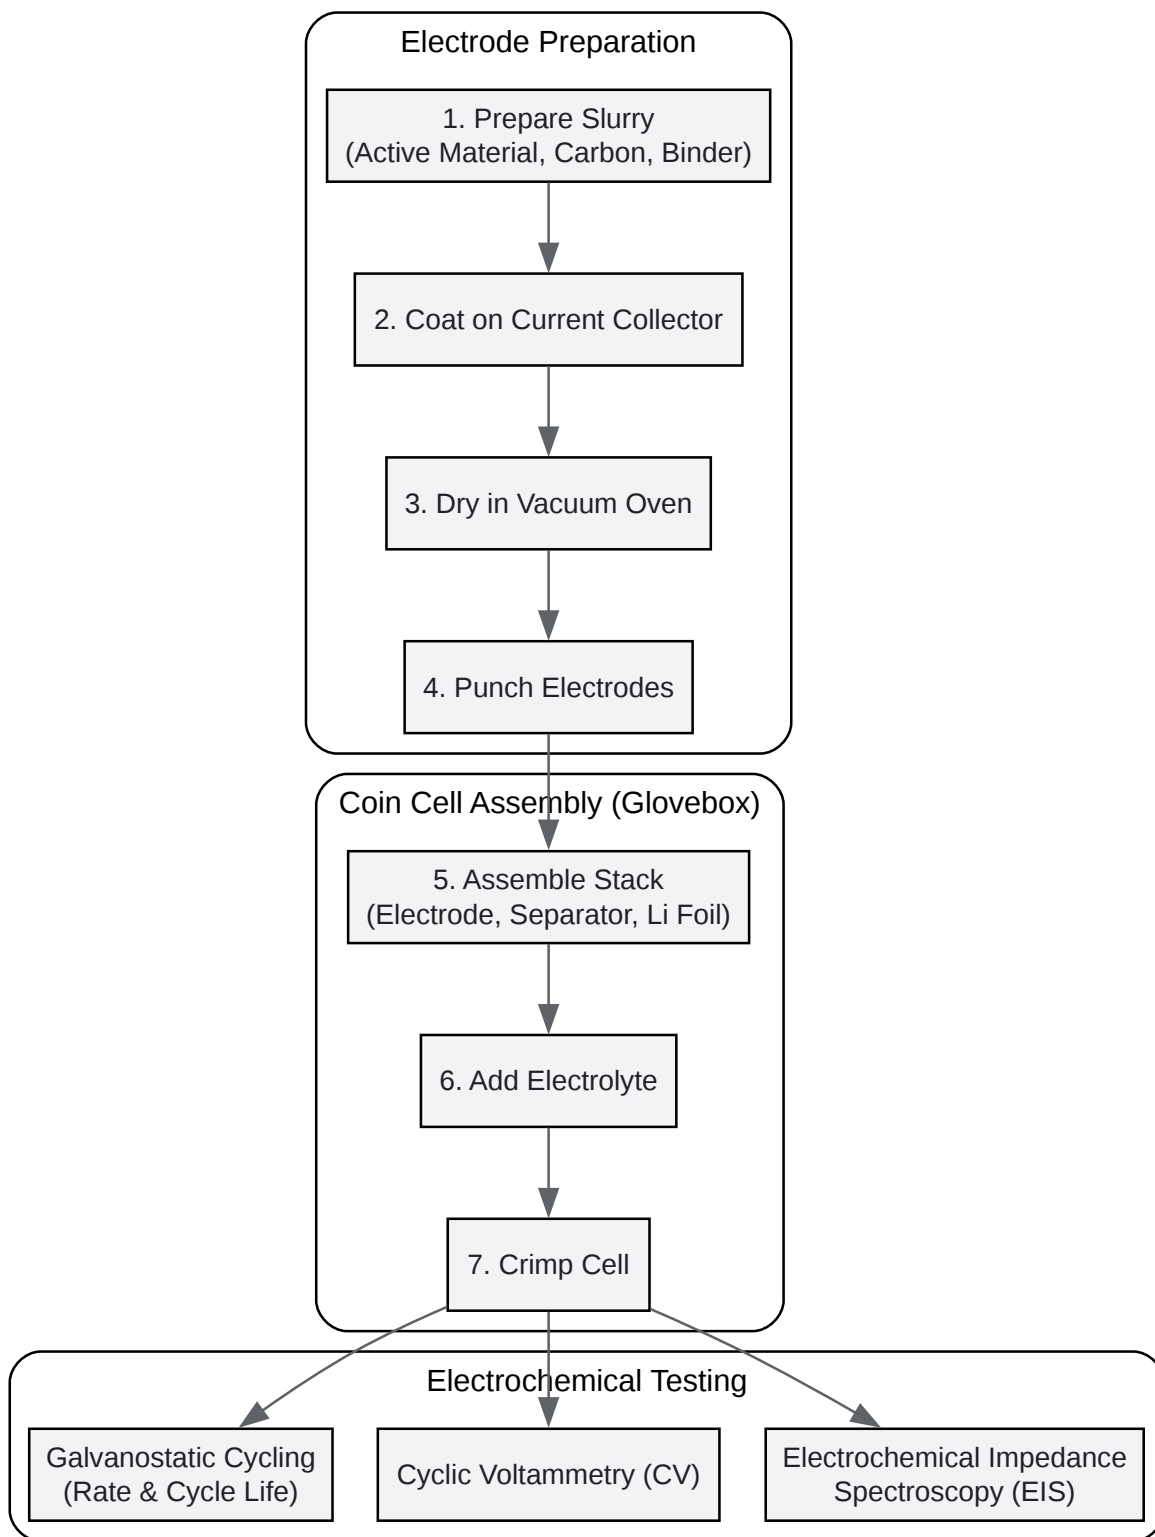 Electrode Preparation
1. Prepare Slurry
(Active Material, Carbon, Binder)
2. Coat on Current Collector
3. Dry in Vacuum Oven
4. Punch Electrodes
Coin Cell Assembly (Glovebox)
5. Assemble Stack
(Electrode, Separator, Li Foil)
6. Add Electrolyte
7. Crimp Cell
Electrochemical Testing
Galvanostatic Cycling
(Rate & Cycle Life)
Cyclic Voltammetry (CV)
Electrochemical Impedance
Spectroscopy (EIS)